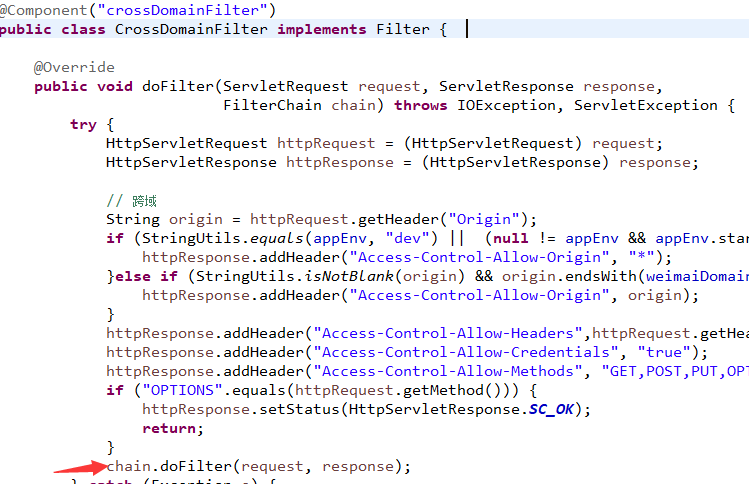 @Component("crossDomainFilter")
public class CrossDomainFilter implements Filter {
@Override
public void doFilter(ServletRequest request, ServletResponse response,
FilterChain chain) throws IOException, ServletException {
try {
HttpServletRequest httpRequest = (HttpServletRequest) request;
HttpServletResponse httpResponse = (HttpServletResponse) response;
// 跨域
String origin = httpRequest.getHeader("Origin");
if (StringUtils.equals(appEnv, "dev") ||  (null != appEnv && appEnv.star
httpResponse.addHeader("Access-Control-Allow-Origin", "*");
}else if (StringUtils.isNotBlank(origin) && origin.endsWith(weimaiDomain
httpResponse.addHeader("Access-Control-Allow-Origin", origin);
}
httpResponse.addHeader("Access-Control-Allow-Headers",httpRequest.getHea
httpResponse.addHeader("Access-Control-Allow-Credentials", "true");
httpResponse.addHeader("Access-Control-Allow-Methods", "GET,POST,PUT,OPT
if ("OPTIONS".equals(httpRequest.getMethod())) {
httpResponse.setStatus(HttpServletResponse.SC_OK);
return;
}
chain.doFilter(request, response);
} catch (Exception e) {